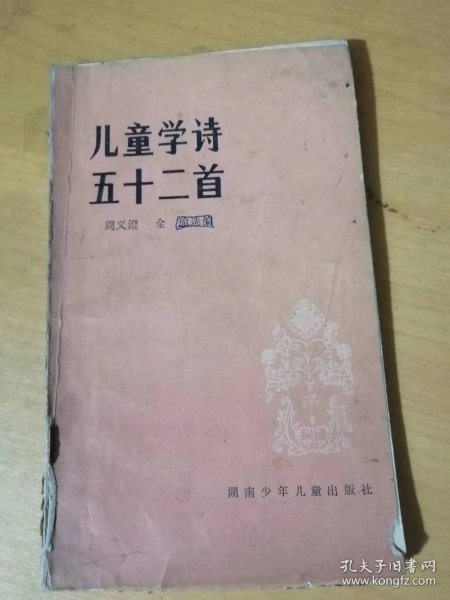 儿童学诗
五十二首
周义澄 金
湖南少年儿童出版社
孔夫子旧书网
www.kongfz.com